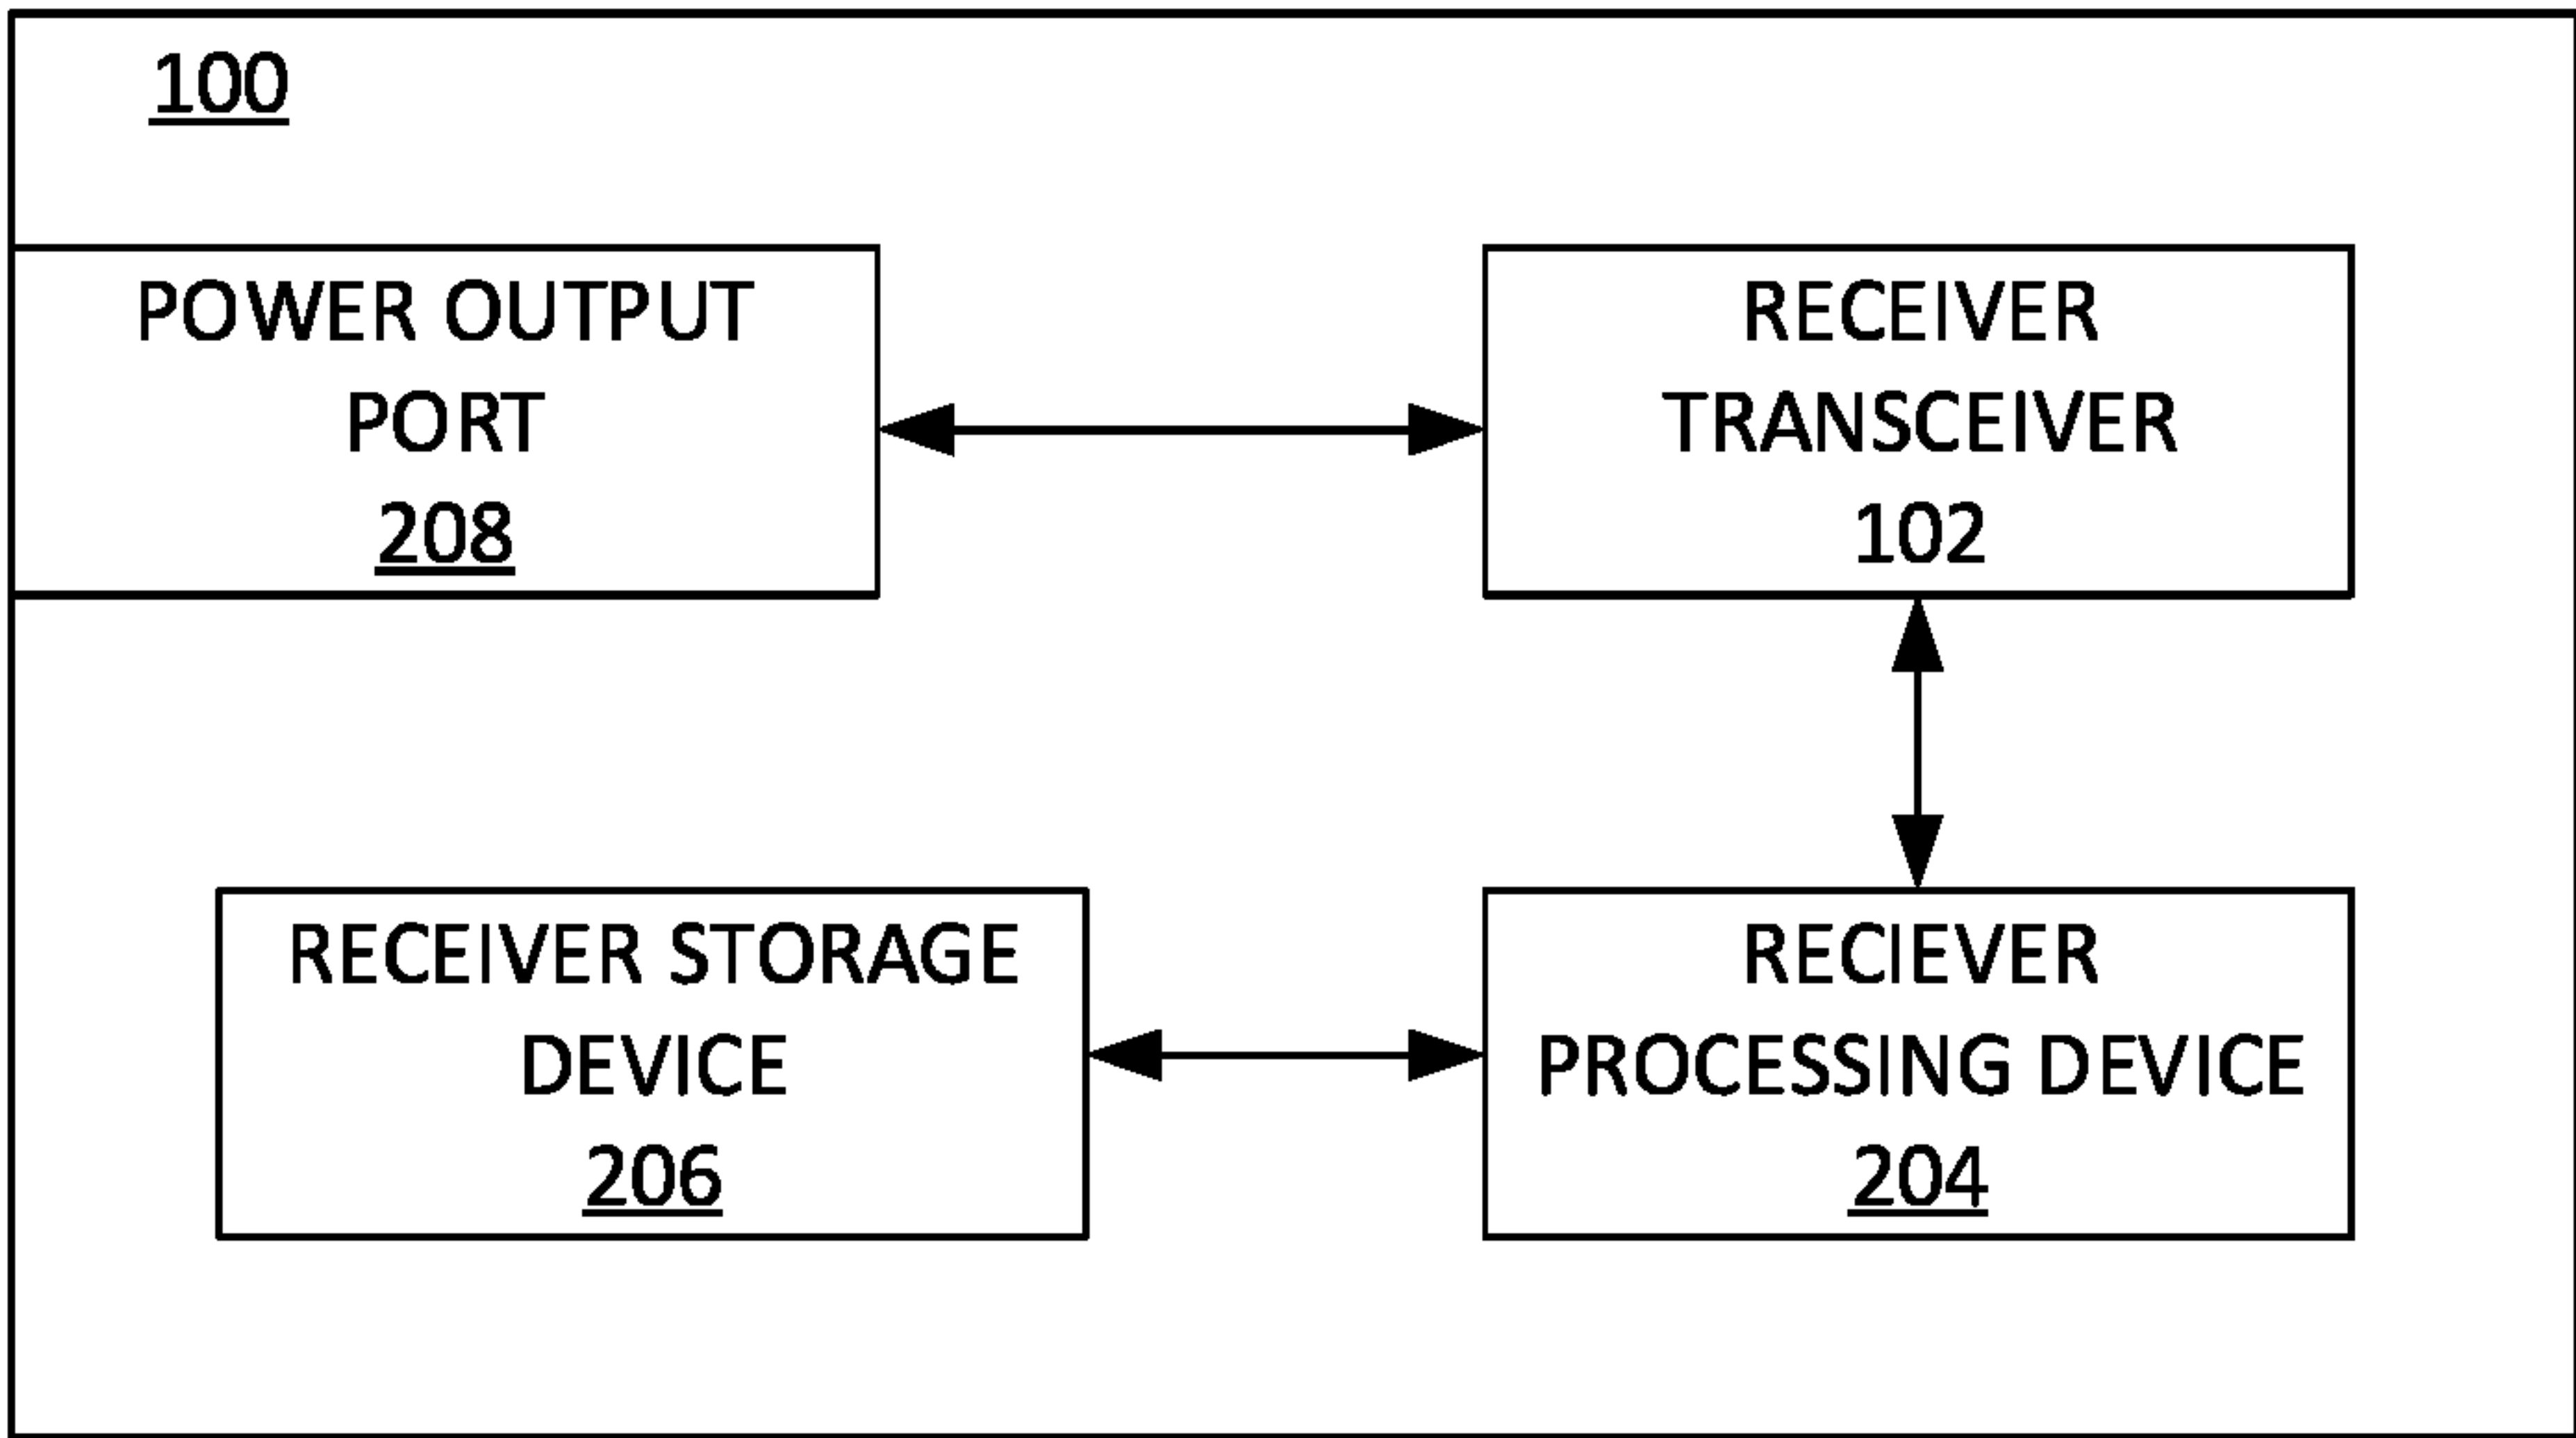 100
POWER OUTPUT
PORT
208
RECEIVER
TRANSCEIVER
102
RECEIVER STORAGE
DEVICE
206
RECIEVER
PROCESSING DEVICE
204